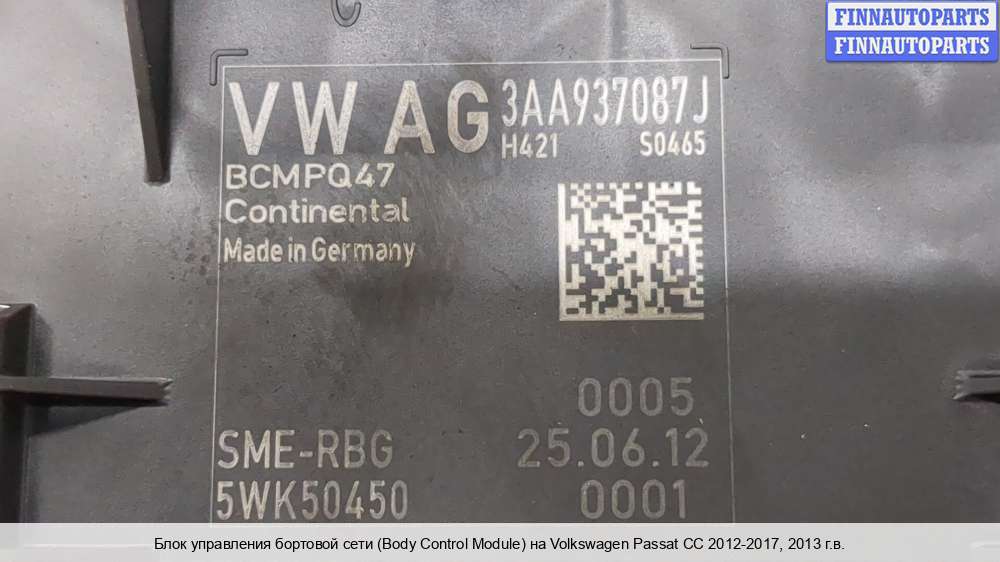 FINNAUTOPARTS
FINNAUTOPARTS
VW AG 3AA937087J
H421 S0465
BCMPQ47
Continental
Made in Germany
0005
SME-RBG 25.06.12
5WK50450 0001
Блок управления бортовой сети (Body Control Module) на Volkswagen Passat CC 2012-2017, 2013 г.в.